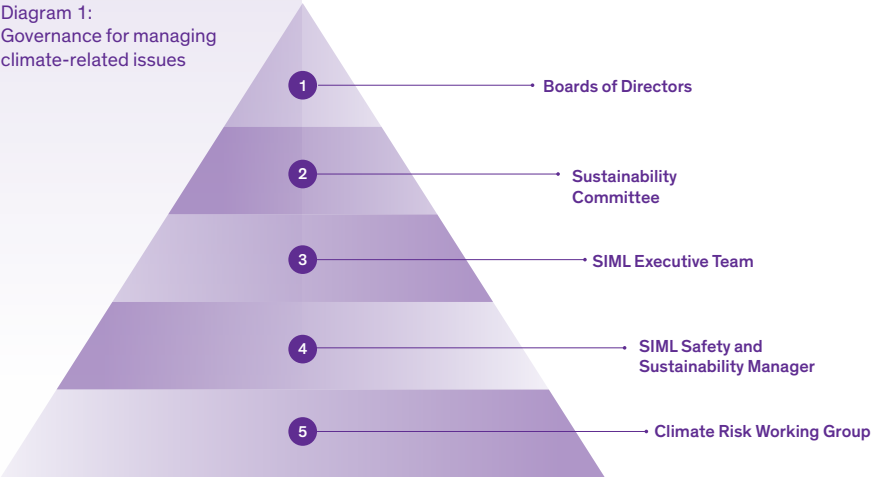 Diagram 1:
Governance for managing
climate-related issues
1
Boards of Directors
2
Sustainability
Committee
3
SIML Executive Team
4
SIML Safety and
Sustainability Manager
5
Climate Risk Working Group